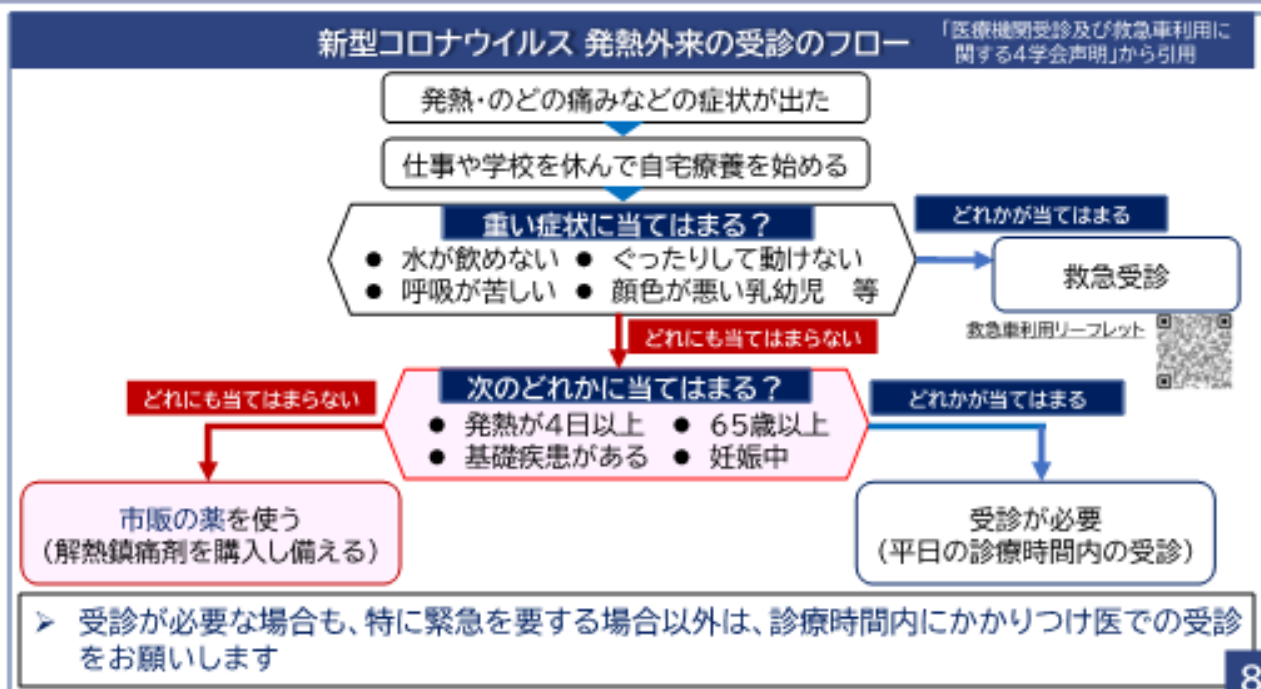 新型コロナウイルス 発熱外来の受診のフロー
「医療機関受診及び救急車利用に
関する4学会声明」から引用
発熱・のどの痛みなどの症状が出た
仕事や学校を休んで自宅療養を始める
重い症状に当てはまる？
● 水が飲めない ● ぐったりして動けない
● 呼吸が苦しい ● 顔色が悪い乳幼児 等
どれかが当てはまる
救急受診
救急車利用リーフレット
どれにも当てはまらない
次のどれかに当てはまる？
● 発熱が4日以上 ● 65歳以上
● 基礎疾患がある ● 妊娠中
どれにも当てはまらない
どれかが当てはまる
市販の薬を使う
（解熱鎮痛剤を購入し備える）
受診が必要
（平日の診療時間内の受診）
➢ 受診が必要な場合も、特に緊急を要する場合以外は、診療時間内にかかりつけ医での受診
をお願いします
8